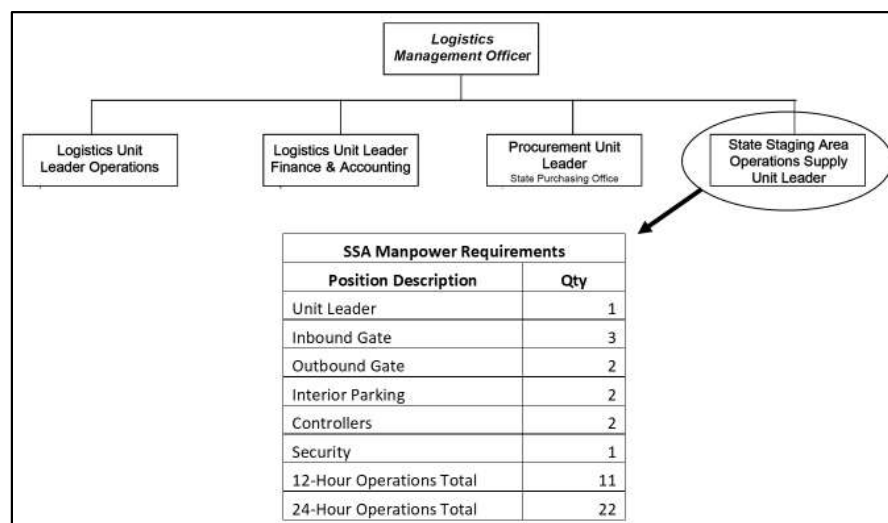 Logistics
Management Officer
Logistics Unit
Leader Operations
Logistics Unit Leader
Finance & Accounting
Procurement Unit
Leader
State Purchasing Office
State Staging Area
Operations Supply
Unit Leader
SSA Manpower Requirements
Position Description Qty
Unit Leader 1
Inbound Gate 3
Outbound Gate 2
Interior Parking 2
Controllers 2
Security 1
12-Hour Operations Total 11
24-Hour Operations Total 22